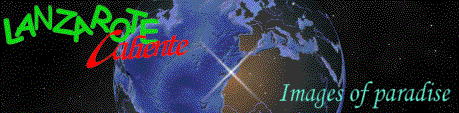 LANZAROTE
Caliente
Images of paradise